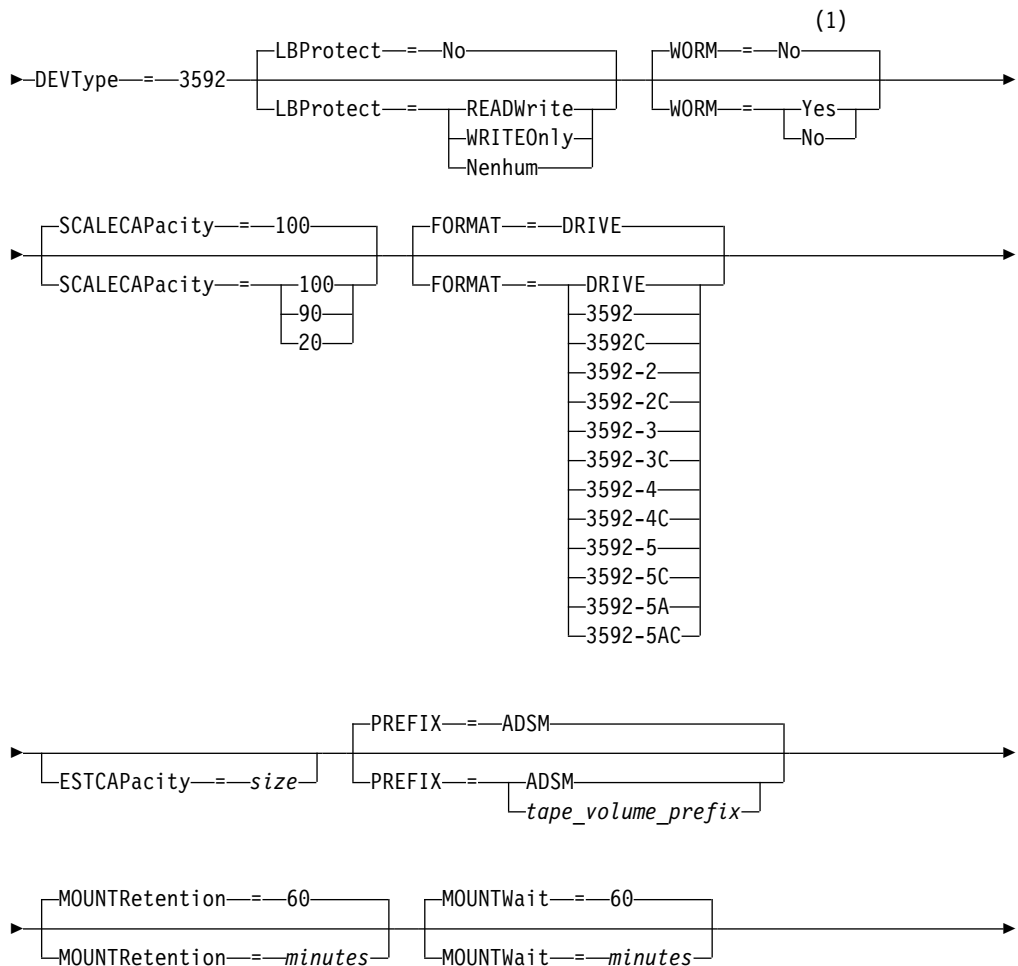 (1)
LBProtect = No WORM = No
DEVType = 3592
LBProtect = READWrite WORM = Yes
WRITEOnly No
Nenhum
SCALECAPacity = 100 FORMAT = DRIVE
SCALECAPacity = 100 FORMAT = DRIVE
90 3592
20 3592C
3592-2
3592-2C
3592-3
3592-3C
3592-4
3592-4C
3592-5
3592-5C
3592-5A
3592-5AC
PREFIX = ADSM
ESTCAPacity = size PREFIX = ADSM
tape_volume_prefix
MOUNTRetention = 60 MOUNTWait = 60
MOUNTRetention = minutes MOUNTWait = minutes